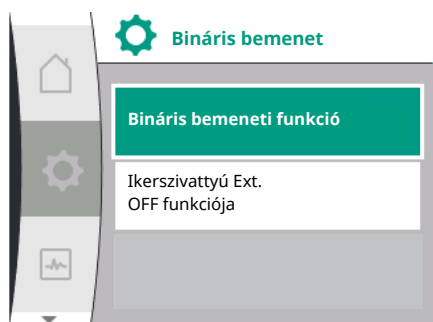 Bináris bemenet
Bináris bemeneti funkció
Ikerszivattyú Ext.
OFF funkciója